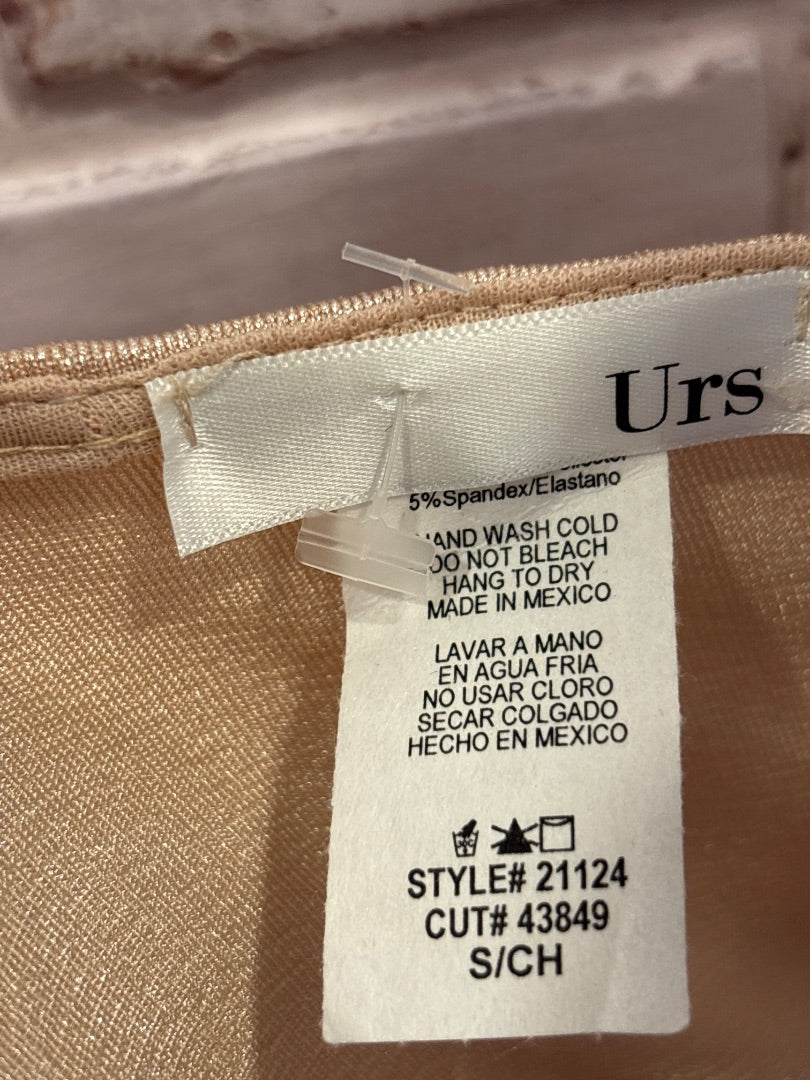 Urs
5%Spandex/Elastano
HAND WASH COLD
DO NOT BLEACH
HANG TO DRY
MADE IN MEXICO
LAVAR A MANO
EN AGUA FRIA
NO USAR CLORO
SECAR COLGADO
HECHO EN MEXICO
STYLE# 21124
CUT# 43849
S/CH